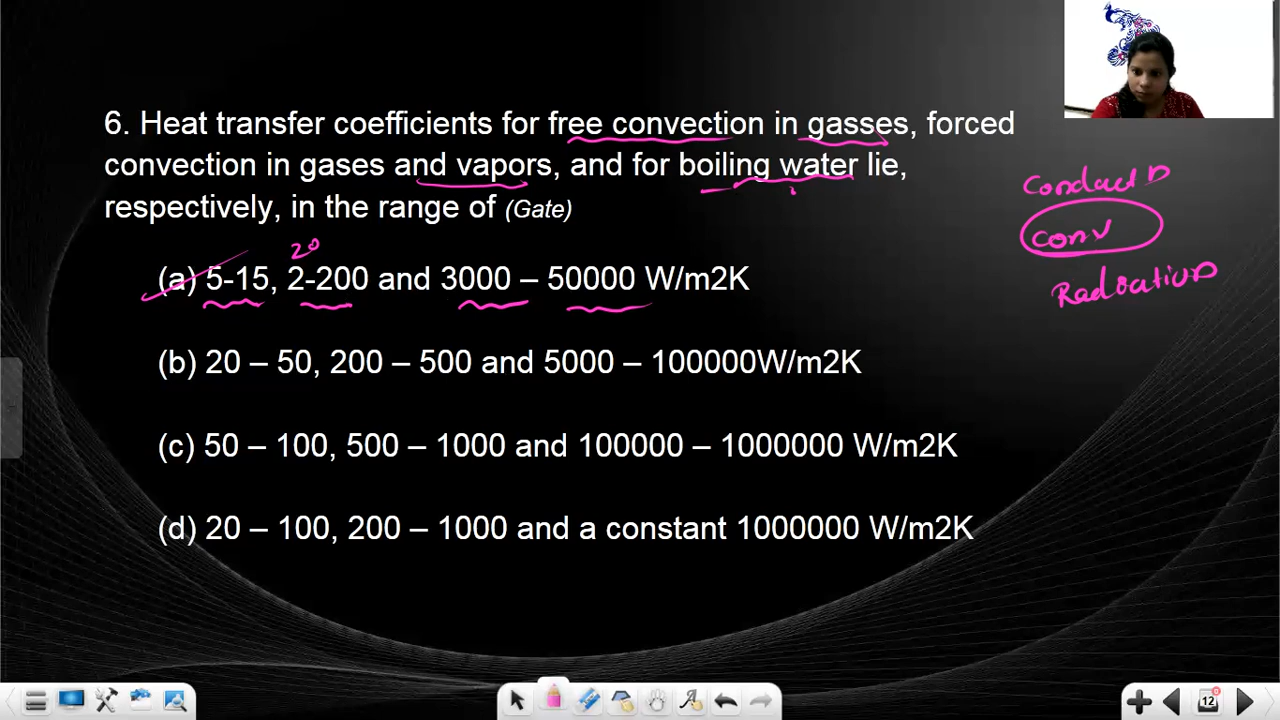 6. Heat transfer coefficients for free convection in gasses, forced
convection in gases and vapors, and for boiling water lie,
respectively, in the range of (Gate)
20
(a) 5-15, 2-200 and 3000 – 50000 W/m2K
(b) 20 – 50, 200 – 500 and 5000 – 100000W/m2K
(c) 50 – 100, 500 – 1000 and 100000 – 1000000 W/m2K
(d) 20 – 100, 200 – 1000 and a constant 1000000 W/m2K
Conductn
Conv
Radiation
12